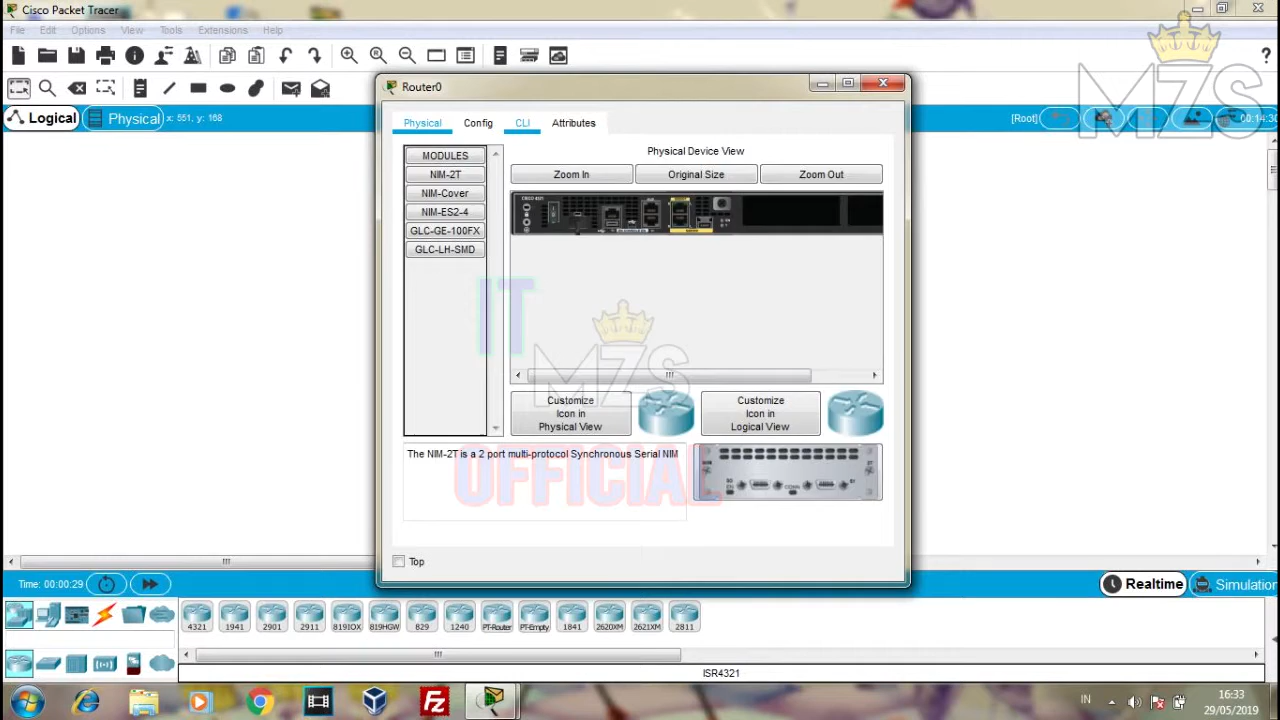 Cisco Packet Tracer
File Edit Options View Tools Extensions Help
MZS
Logical Physical x: 551, y: 168 [Root] 00:14:30
Router0
Physical Config CLI Attributes
MODULES
NIM-2T
NIM-Cover
NIM-ES2-4
GLC-GE-100FX
GLC-LH-SMD
Physical Device View
Zoom In Original Size Zoom Out
IT
MZS
OFFICIAL
Customize
Icon in
Physical View
Customize
Icon in
Logical View
The NIM-2T is a 2 port multi-protocol Synchronous Serial NIM
Top
Time: 00:00:29 Realtime Simulation
4321 1941 2901 2911 819IOX 819HGW 829 1240 PT-Router PT-Empty 1841 2620XM 2621XM 2811
ISR4321
IN 16:33
29/05/2019